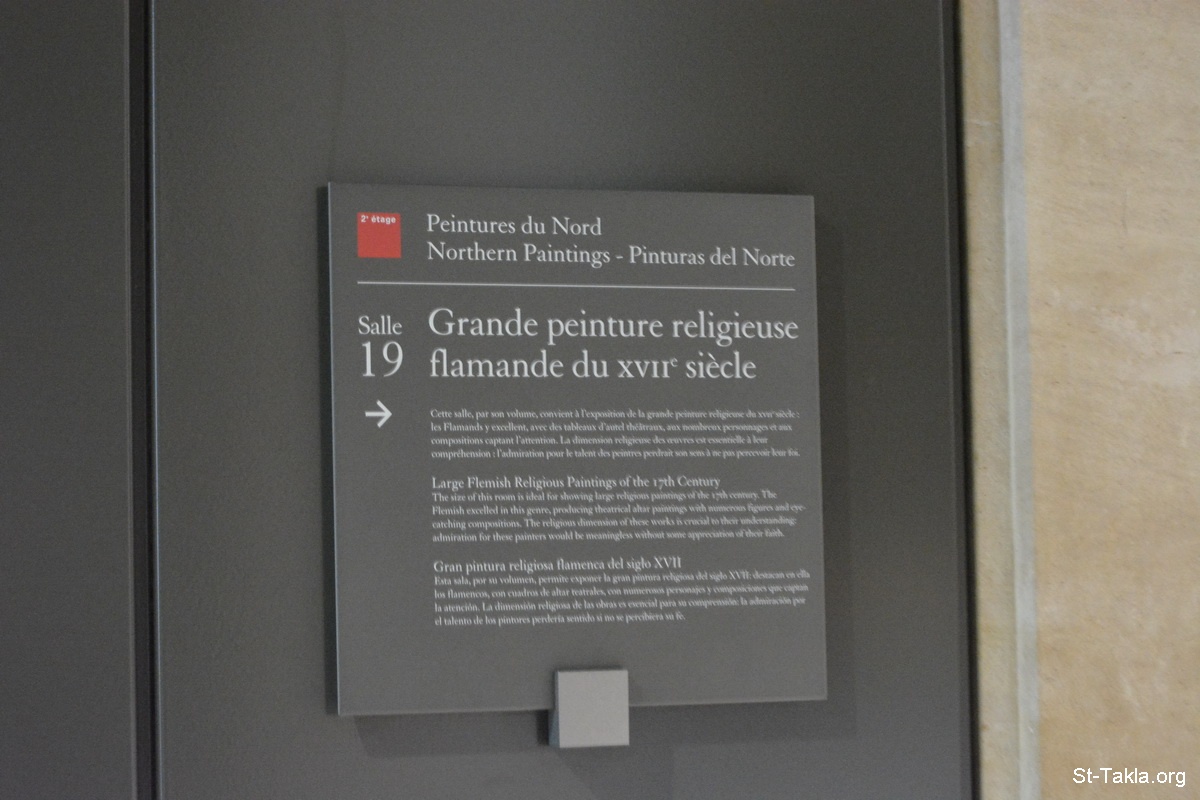 2e étage
Peintures du Nord
Northern Paintings - Pinturas del Norte
Salle
19
→
Grande peinture religieuse
flamande du XVIIe siècle
Cette salle, par son volume, convient à l'exposition de la grande peinture religieuse du XVIIe siècle :
les Flamands y excellent, avec des tableaux d'autel théâtraux, aux nombreux personnages et aux
compositions captant l'attention. La dimension religieuse des œuvres est essentielle à leur
compréhension : l'admiration pour le talent des peintres perdrait son sens à ne pas percevoir leur foi.
Large Flemish Religious Paintings of the 17th Century
The size of this room is ideal for showing large religious paintings of the 17th century. The
Flemish excelled in this genre, producing theatrical altar paintings with numerous figures and eye-
catching compositions. The religious dimension of these works is crucial to their understanding:
admiration for these painters would be meaningless without some appreciation of their faith.
Gran pintura religiosa flamenca del siglo XVII
Esta sala, por su volumen, permite exponer la gran pintura religiosa del siglo XVII: destacan en ella
los flamencos, con cuadros de altar teatrales, con numerosos personajes y composiciones que captan
la atención. La dimensión religiosa de las obras es esencial para su comprensión: la admiración por
el talento de los pintores perdería sentido si no se percibiera su fe.
St-Takla.org